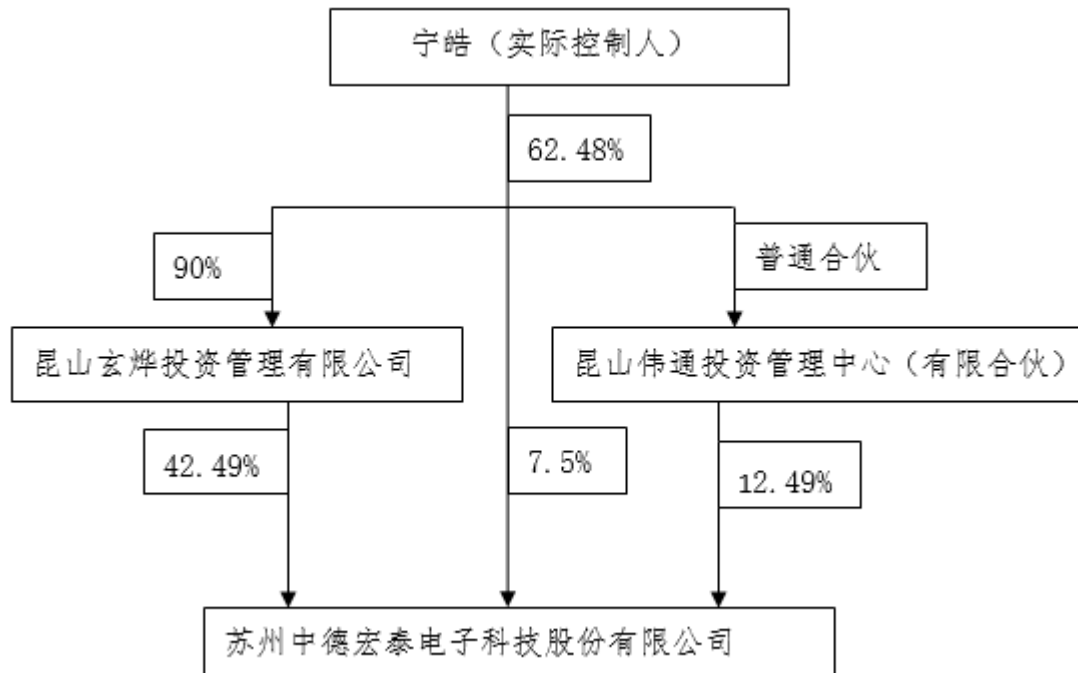 宁皓（实际控制人）
62.48%
90%
普通合伙
昆山玄烨投资管理有限公司
昆山伟通投资管理中心（有限合伙）
42.49%
7.5%
12.49%
苏州中德宏泰电子科技股份有限公司